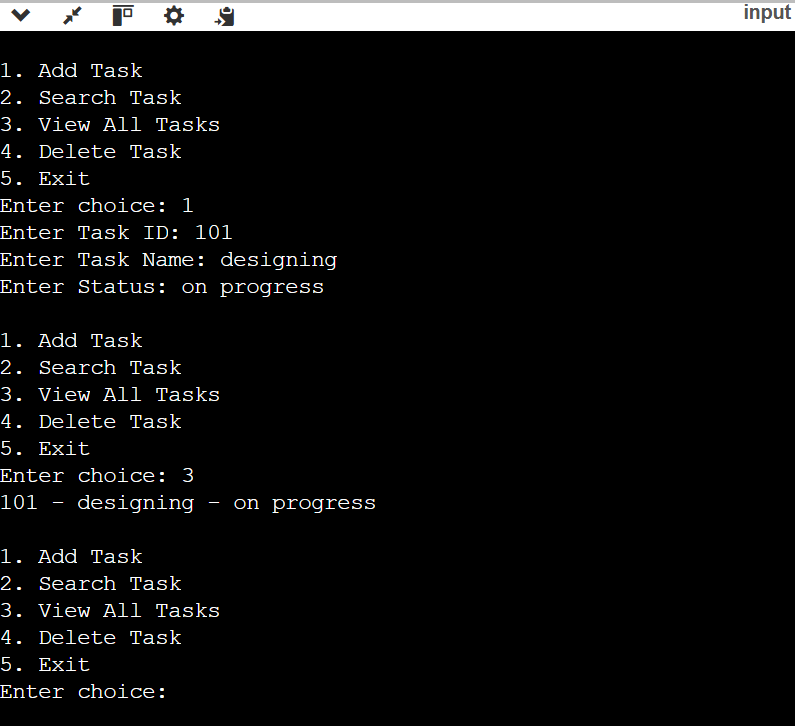 input
1. Add Task
2. Search Task
3. View All Tasks
4. Delete Task
5. Exit
Enter choice: 1
Enter Task ID: 101
Enter Task Name: designing
Enter Status: on progress
1. Add Task
2. Search Task
3. View All Tasks
4. Delete Task
5. Exit
Enter choice: 3
101 - designing - on progress
1. Add Task
2. Search Task
3. View All Tasks
4. Delete Task
5. Exit
Enter choice: